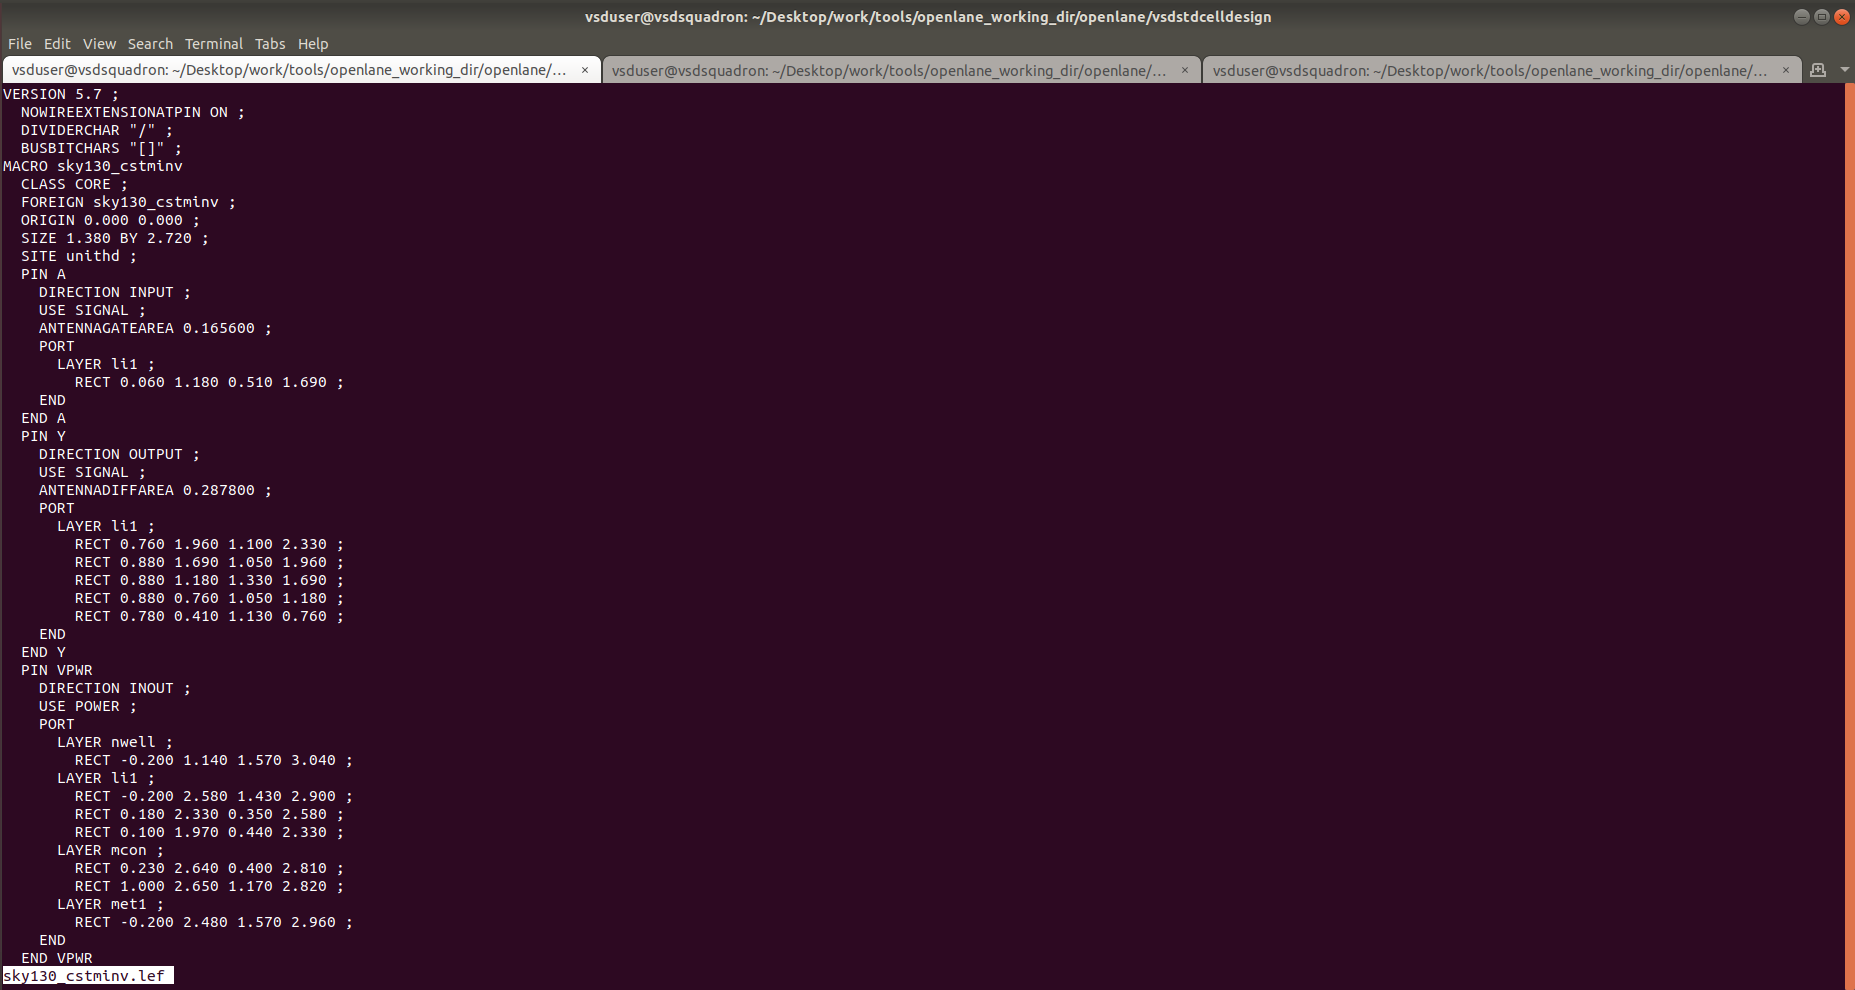 vsduser@vsdsquadron: ~/Desktop/work/tools/openlane_working_dir/openlane/vsdstdcelldesign
File Edit View Search Terminal Tabs Help
vsduser@vsdsquadron: ~/Desktop/work/tools/openlane_working_dir/openlane/... × vsduser@vsdsquadron: ~/Desktop/work/tools/openlane_working_dir/openlane/... × vsduser@vsdsquadron: ~/Desktop/work/tools/openlane_working_dir/openlane/... ×
VERSION 5.7 ;
  NOWIREEXTENSIONATPIN ON ;
  DIVIDERCHAR "/" ;
  BUSBITCHARS "[]" ;
MACRO sky130_cstminv
  CLASS CORE ;
  FOREIGN sky130_cstminv ;
  ORIGIN 0.000 0.000 ;
  SIZE 1.380 BY 2.720 ;
  SITE unithd ;
  PIN A
    DIRECTION INPUT ;
    USE SIGNAL ;
    ANTENNAGATEAREA 0.165600 ;
    PORT
      LAYER li1 ;
        RECT 0.060 1.180 0.510 1.690 ;
    END
  END A
  PIN Y
    DIRECTION OUTPUT ;
    USE SIGNAL ;
    ANTENNADIFFAREA 0.287800 ;
    PORT
      LAYER li1 ;
        RECT 0.760 1.960 1.100 2.330 ;
        RECT 0.880 1.690 1.050 1.960 ;
        RECT 0.880 1.180 1.330 1.690 ;
        RECT 0.880 0.760 1.050 1.180 ;
        RECT 0.780 0.410 1.130 0.760 ;
    END
  END Y
  PIN VPWR
    DIRECTION INOUT ;
    USE POWER ;
    PORT
      LAYER nwell ;
        RECT -0.200 1.140 1.570 3.040 ;
      LAYER li1 ;
        RECT -0.200 2.580 1.430 2.900 ;
        RECT 0.180 2.330 0.350 2.580 ;
        RECT 0.100 1.970 0.440 2.330 ;
      LAYER mcon ;
        RECT 0.230 2.640 0.400 2.810 ;
        RECT 1.000 2.650 1.170 2.820 ;
      LAYER met1 ;
        RECT -0.200 2.480 1.570 2.960 ;
    END
  END VPWR
sky130_cstminv.lef